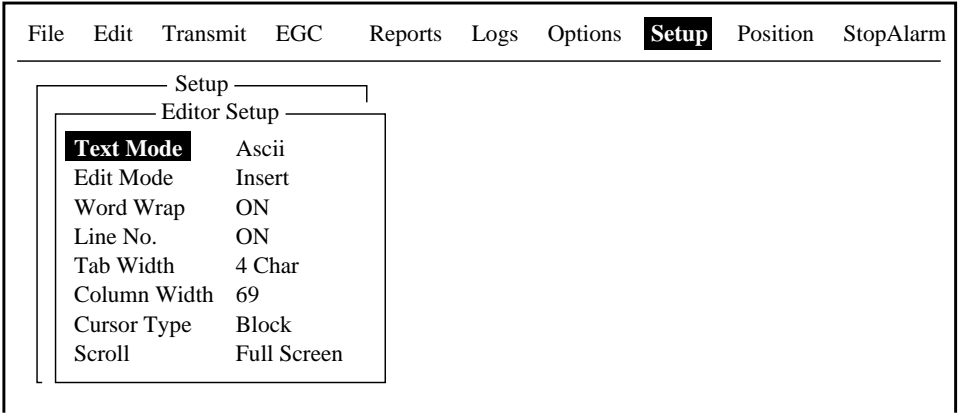 File Edit Transmit EGC Reports Logs Options Setup Position StopAlarm
Setup
Editor Setup
Text Mode Ascii
Edit Mode Insert
Word Wrap ON
Line No. ON
Tab Width 4 Char
Column Width 69
Cursor Type Block
Scroll Full Screen